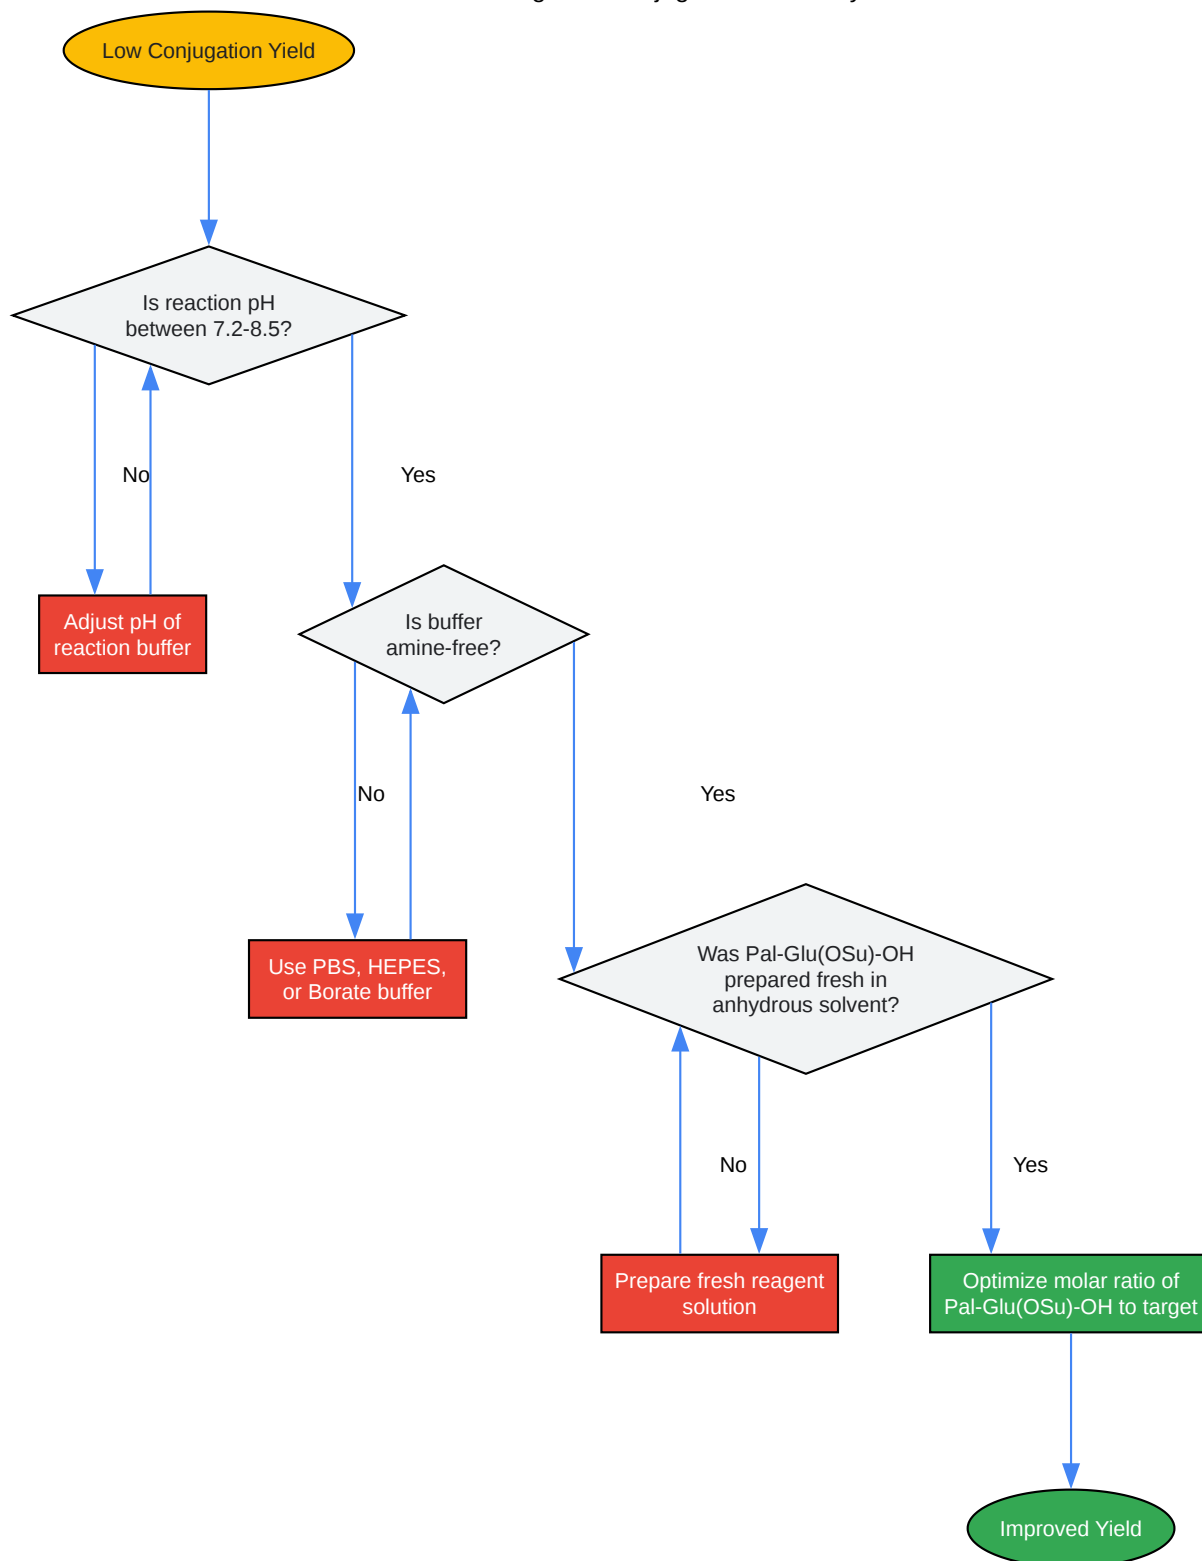 Low Conjugation Yield
Is reaction pH
between 7.2-8.5?
No
Yes
Adjust pH of
reaction buffer
Is buffer
amine-free?
No
Yes
Use PBS, HEPES,
or Borate buffer
Was Pal-Glu(OSu)-OH
prepared fresh in
anhydrous solvent?
No
Yes
Prepare fresh reagent
solution
Optimize molar ratio of
Pal-Glu(OSu)-OH to target
Improved Yield